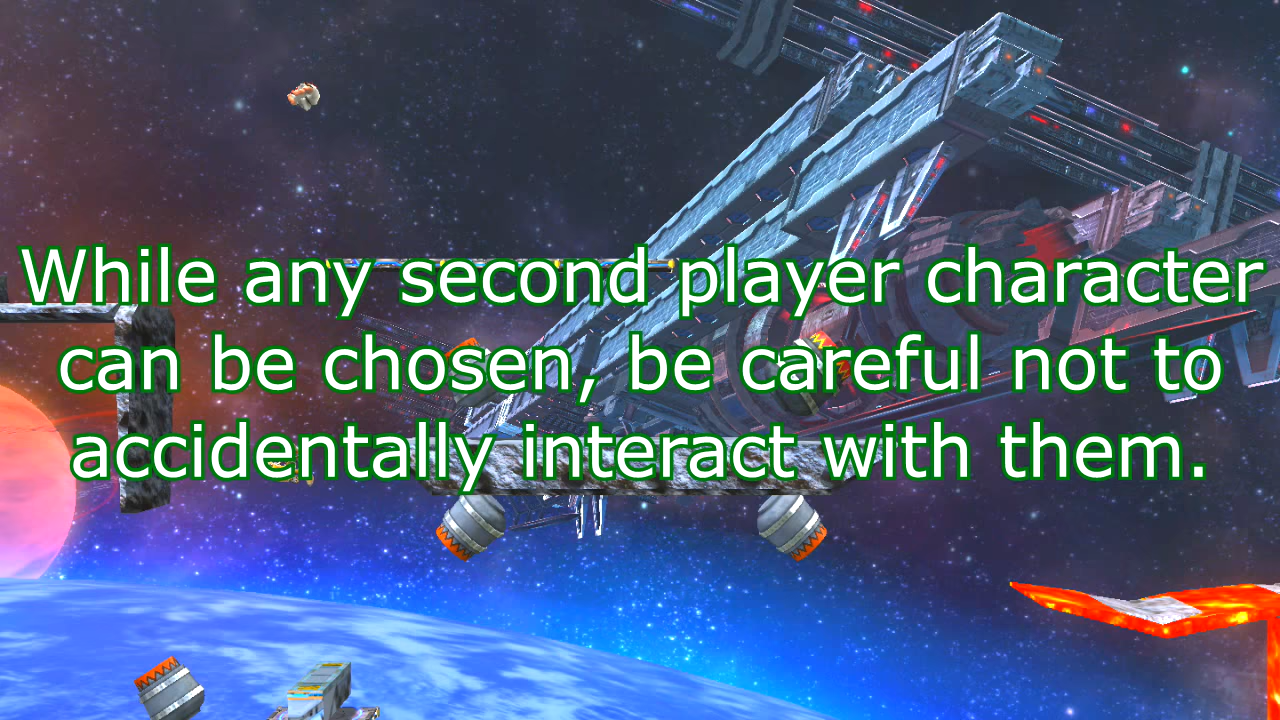 While any second player character
can be chosen, be careful not to
accidentally interact with them.